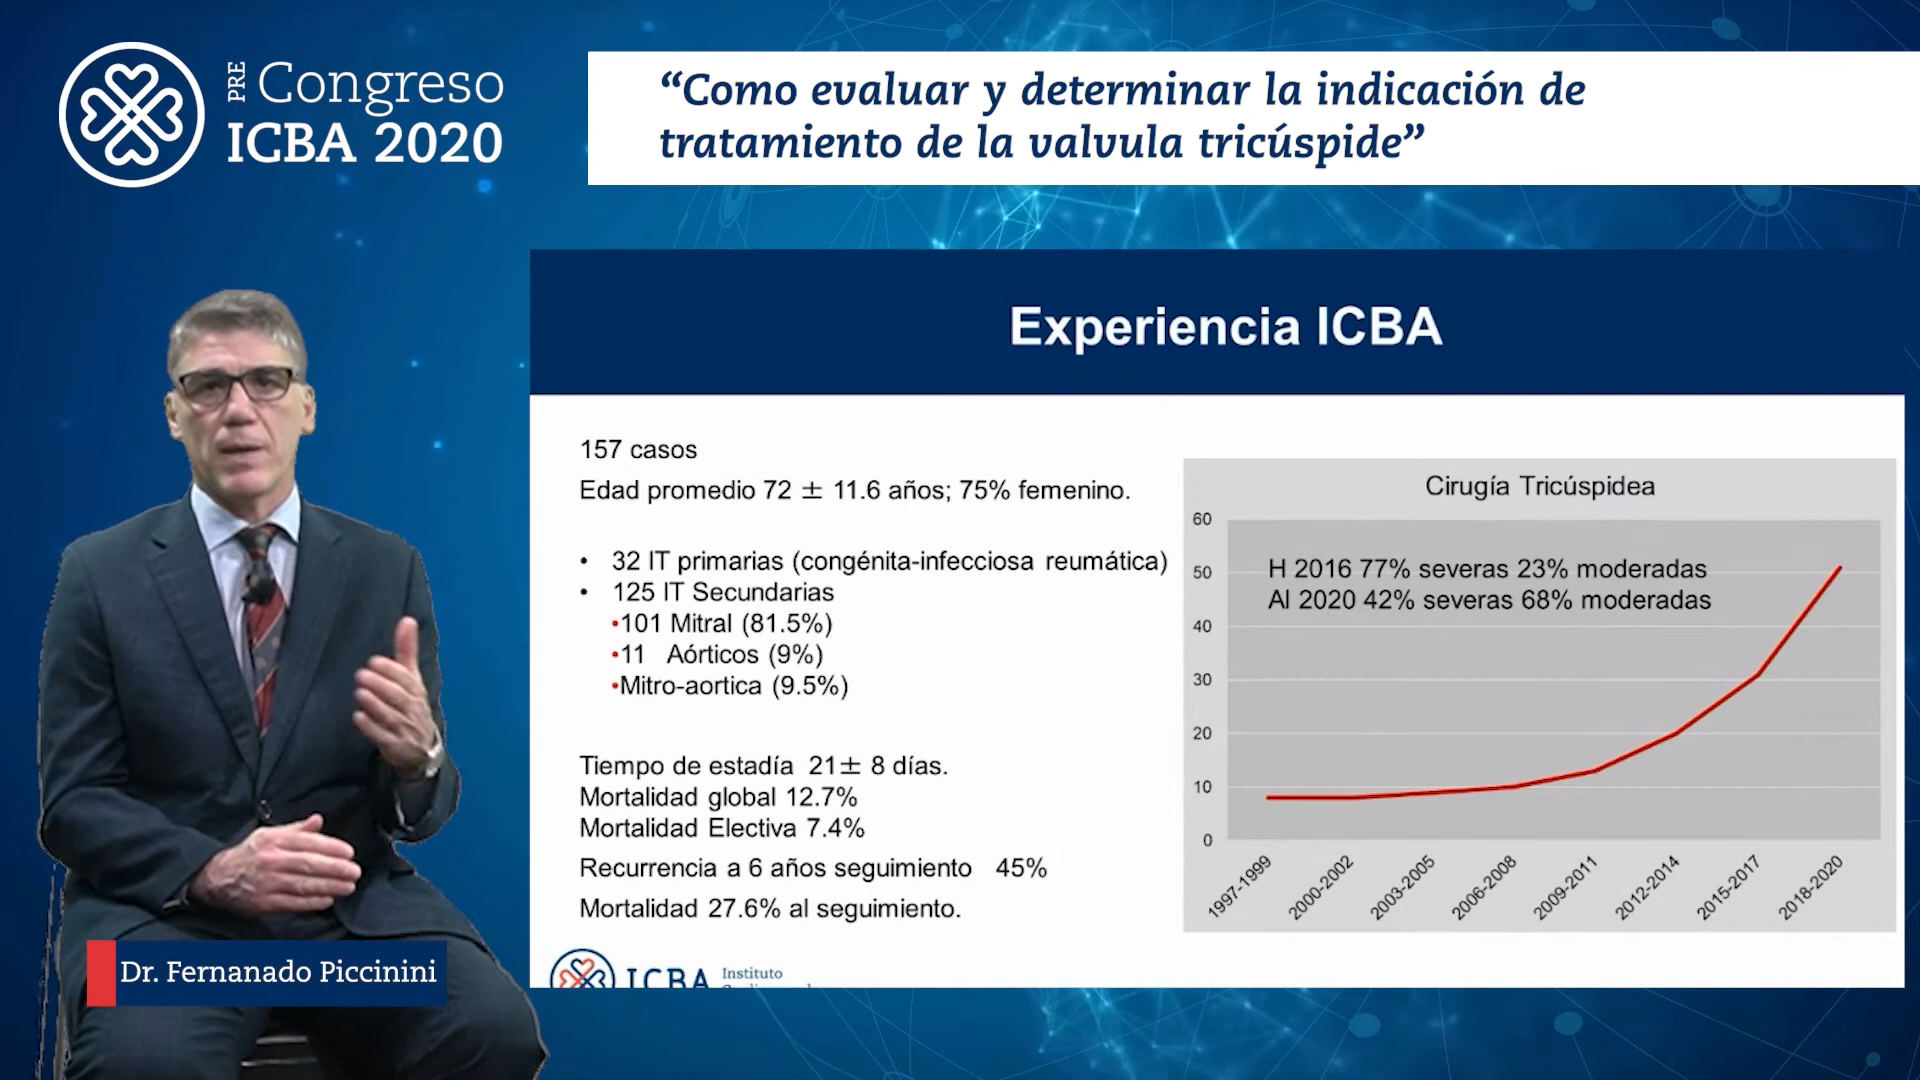 PRE Congreso
ICBA 2020
“Como evaluar y determinar la indicación de
tratamiento de la valvula tricúspide”
Experiencia ICBA
157 casos
Edad promedio 72 ± 11.6 años; 75% femenino.
• 32 IT primarias (congénita-infecciosa reumática)
• 125 IT Secundarias
•101 Mitral (81.5%)
•11 Aórticos (9%)
•Mitro-aortica (9.5%)
Tiempo de estadía 21± 8 días.
Mortalidad global 12.7%
Mortalidad Electiva 7.4%
Recurrencia a 6 años seguimiento 45%
Mortalidad 27.6% al seguimiento.
Cirugía Tricúspidea
H 2016 77% severas 23% moderadas
Al 2020 42% severas 68% moderadas
60
50
40
30
20
10
0
1997-1999
2000-2002
2003-2005
2006-2008
2009-2011
2012-2014
2015-2017
2018-2020
ICBA Instituto
Dr. Fernanado Piccinini